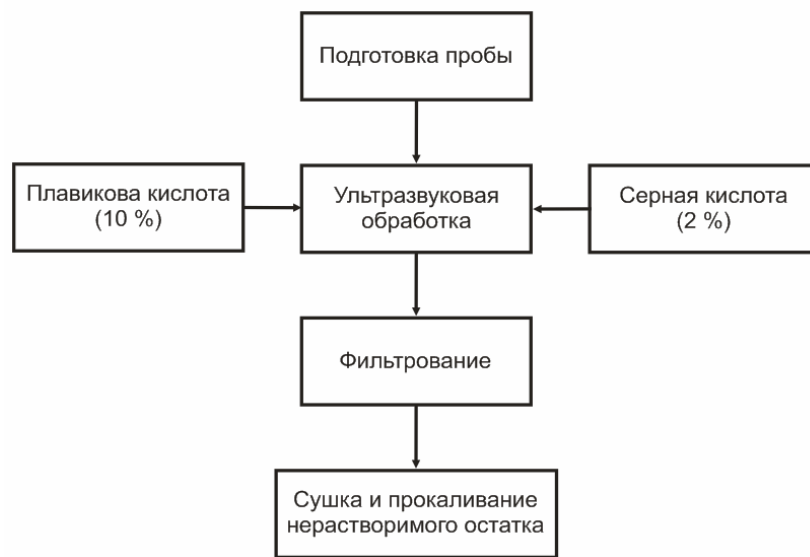 Подготовка пробы
Плавикова кислота
(10 %)
Ультразвуковая
обработка
Серная кислота
(2 %)
Фильтрование
Сушка и прокаливание
нерастворимого остатка